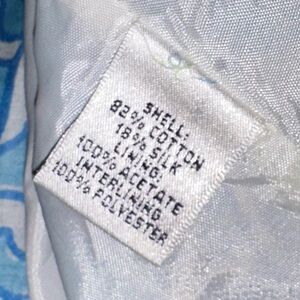 SHELL:
82% COTTON
18% SILK
LINING:
100% ACETATE
INTERLINING
100% POLYESTER